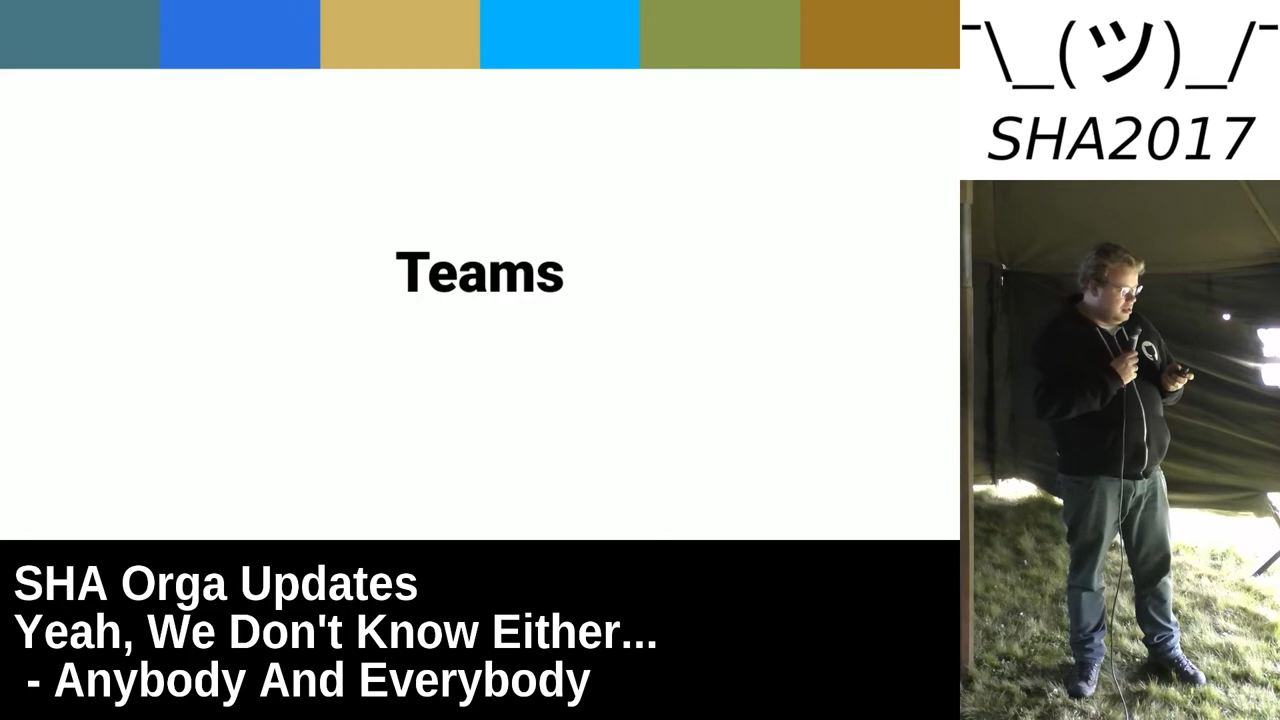 ¯\_(ツ)_/¯
SHA2017
Teams
SHA Orga Updates
Yeah, We Don't Know Either...
- Anybody And Everybody